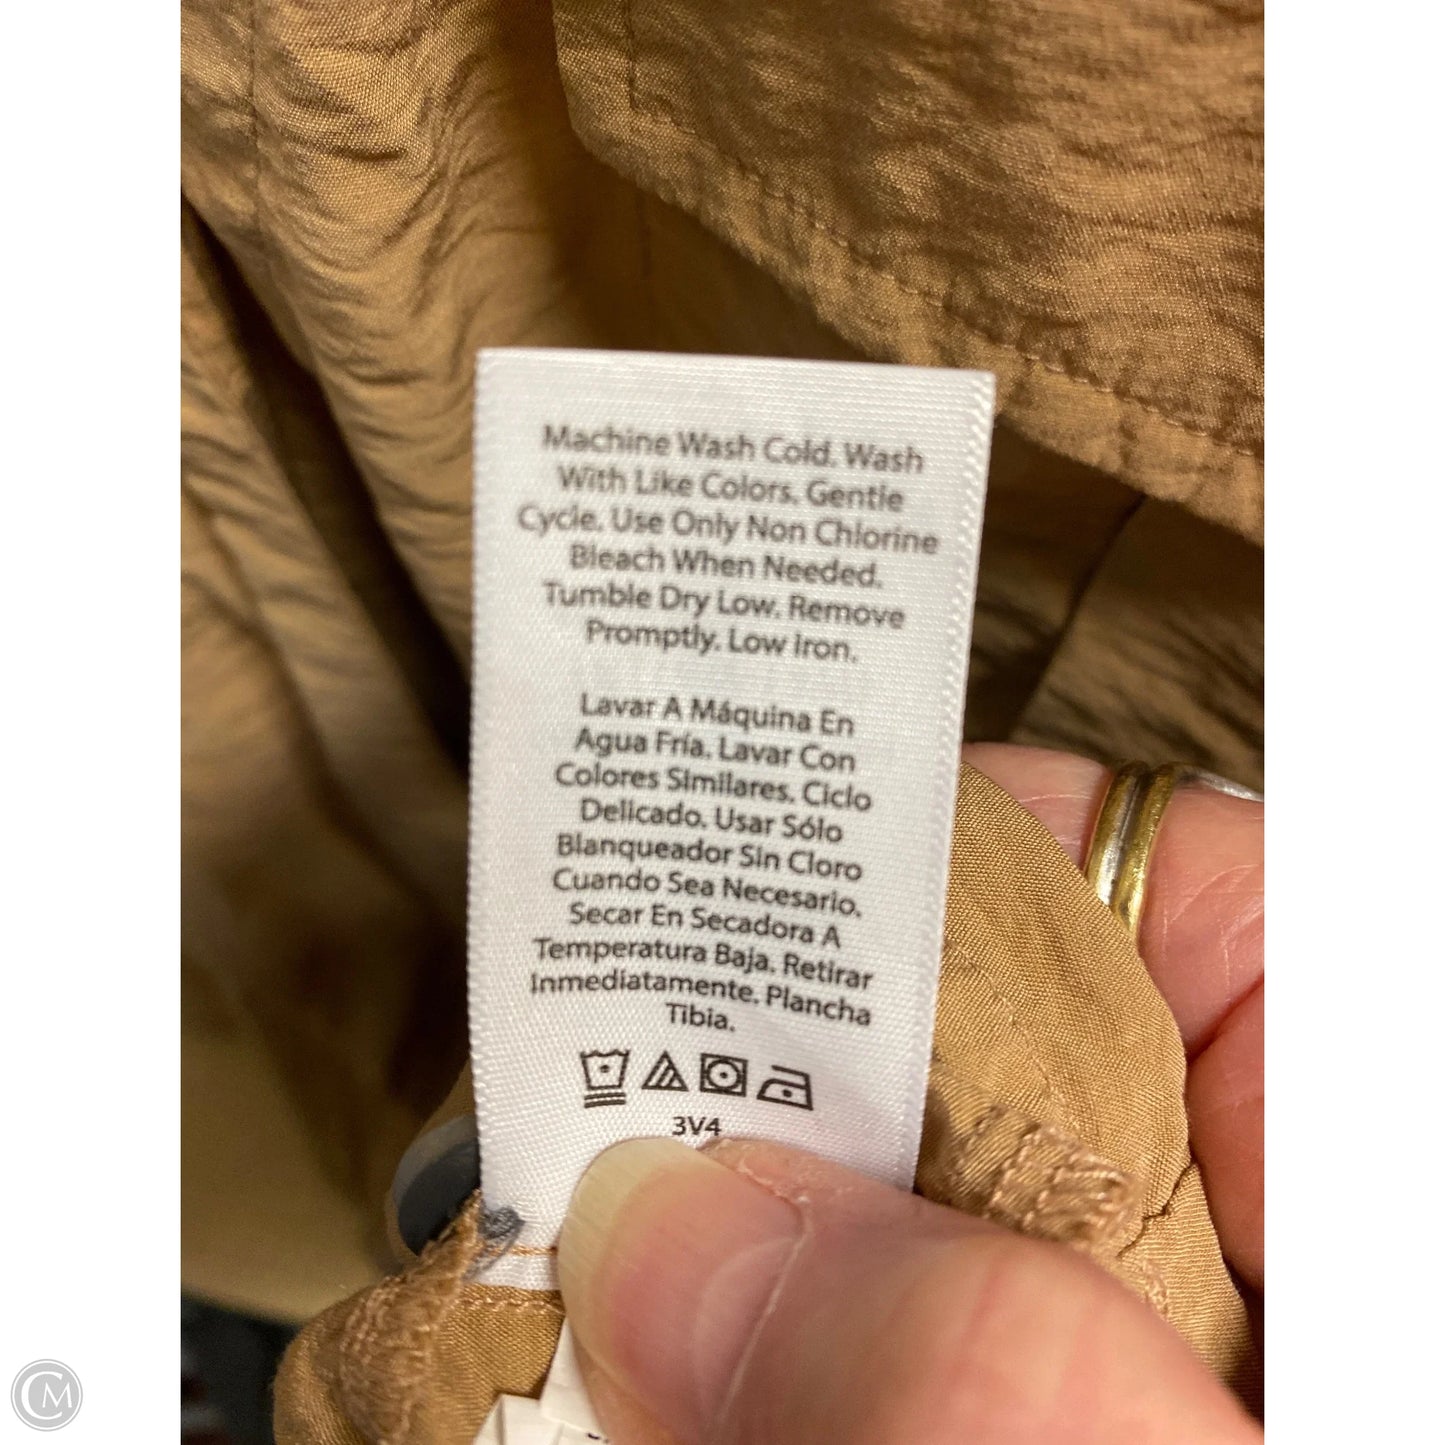 Machine Wash Cold. Wash
With Like Colors. Gentle
Cycle. Use Only Non Chlorine
Bleach When Needed.
Tumble Dry Low. Remove
Promptly. Low Iron.
Lavar A Máquina En
Agua Fría. Lavar Con
Colores Similares. Ciclo
Delicado. Usar Sólo
Blanqueador Sin Cloro
Cuando Sea Necesario.
Secar En Secadora A
Temperatura Baja. Retirar
Inmediatamente. Plancha
Tibia.
3V4
CM